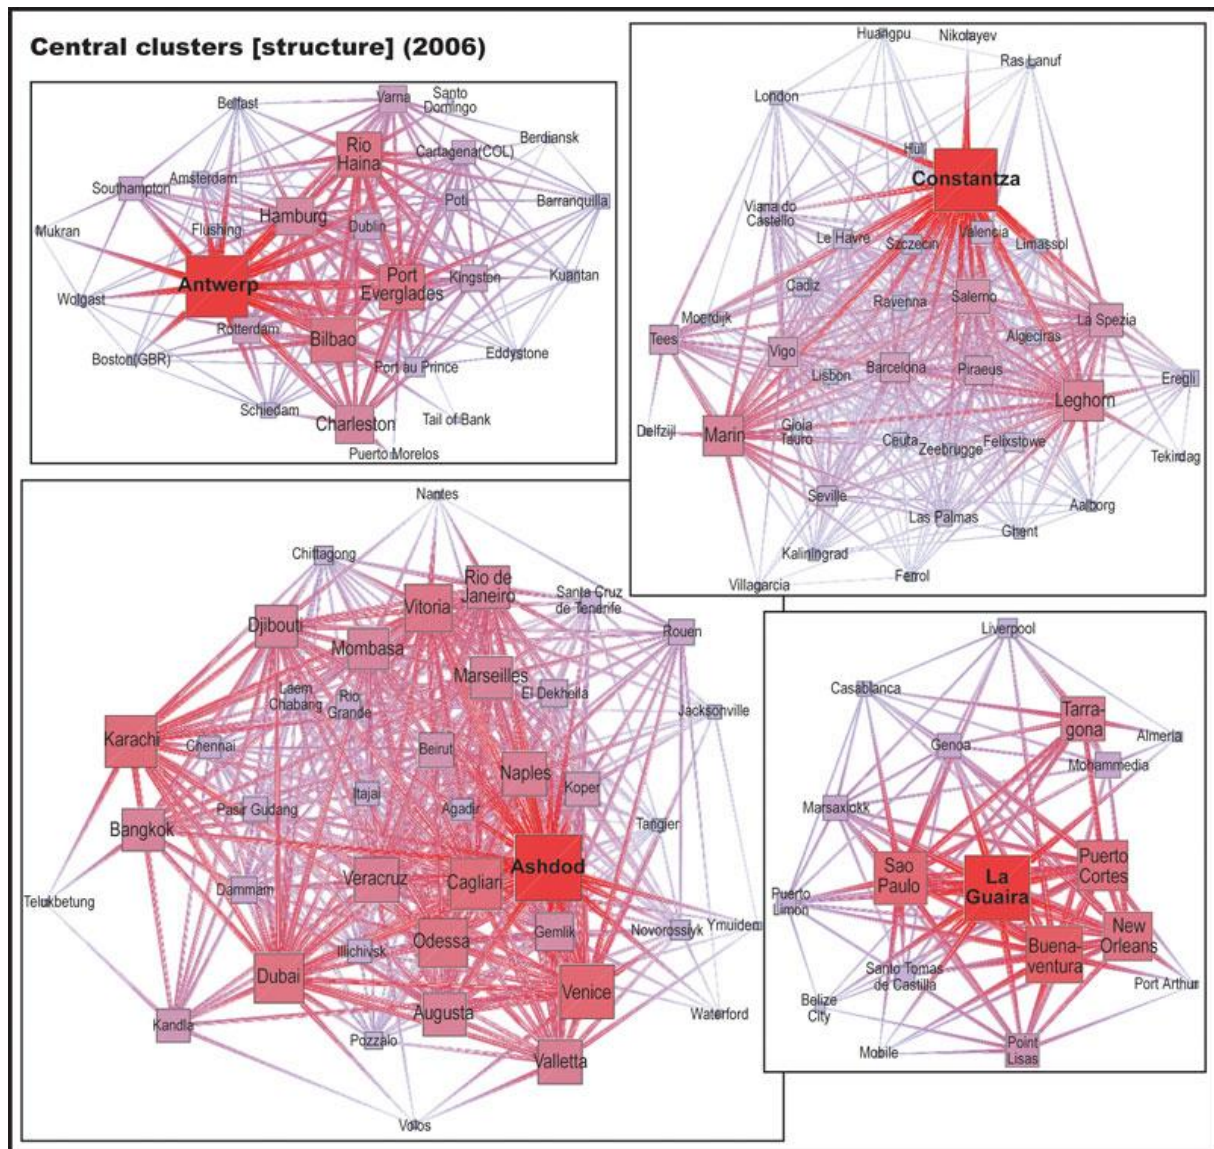 Central clusters [structure] (2006)
Belfast
Varna
Santo
Domingo
Rio
Haina
Cartagena(COL)
Berdiansk
Southampton
Amsterdam
Hamburg
Poti
Barranquilla
Mukran
Flushing
Dublin
Antwerp
Port
Everglades
Kingston
Kuantan
Wolgast
Rotterdam
Bilbao
Boston(GBR)
Port au Prince
Eddystone
Schiedam
Charleston
Tail of Bank
Puerto Morelos
Huangpu
Nikolayev
Ras Lanuf
London
Hull
Constantza
Viana do
Castello
Le Havre
Szczecin
Valencia
Limassol
Cadiz
Ravenna
Salerno
Moerdijk
La Spezia
Tees
Vigo
Algeciras
Lisbon
Barcelona
Piraeus
Eregli
Leghorn
Delfzijl
Marin
Gioia
Tauro
Ceuta
Zeebrugge
Felixstowe
Tekirdag
Seville
Las Palmas
Aalborg
Ghent
Kaliningrad
Villagarcia
Ferrol
Nantes
Chittagong
Rio de
Janeiro
Santa Cruz
de Tenerife
Vitoria
Djibouti
Rouen
Mombasa
Marseilles
Laem
Chabang
Rio
Grande
El Dekheila
Jacksonville
Karachi
Chennai
Beirut
Naples
Koper
Itajai
Pasir Gudang
Agadir
Tangier
Bangkok
Ashdod
Veracruz
Cagliari
Dammam
Telukbetung
Odessa
Gemlik
Novorossiyk
Ymuiden
Illichivsk
Dubai
Venice
Augusta
Waterford
Kandla
Pozzalo
Valletta
Volos
Liverpool
Casablanca
Tarra-
gona
Almeria
Genoa
Mohammedia
Marsaxlokk
Sao
Paulo
La
Guaira
Puerto
Cortes
Puerto
Limon
Buena-
ventura
New
Orleans
Santo Tomas
de Castilla
Belize
City
Port Arthur
Mobile
Point
Lisas